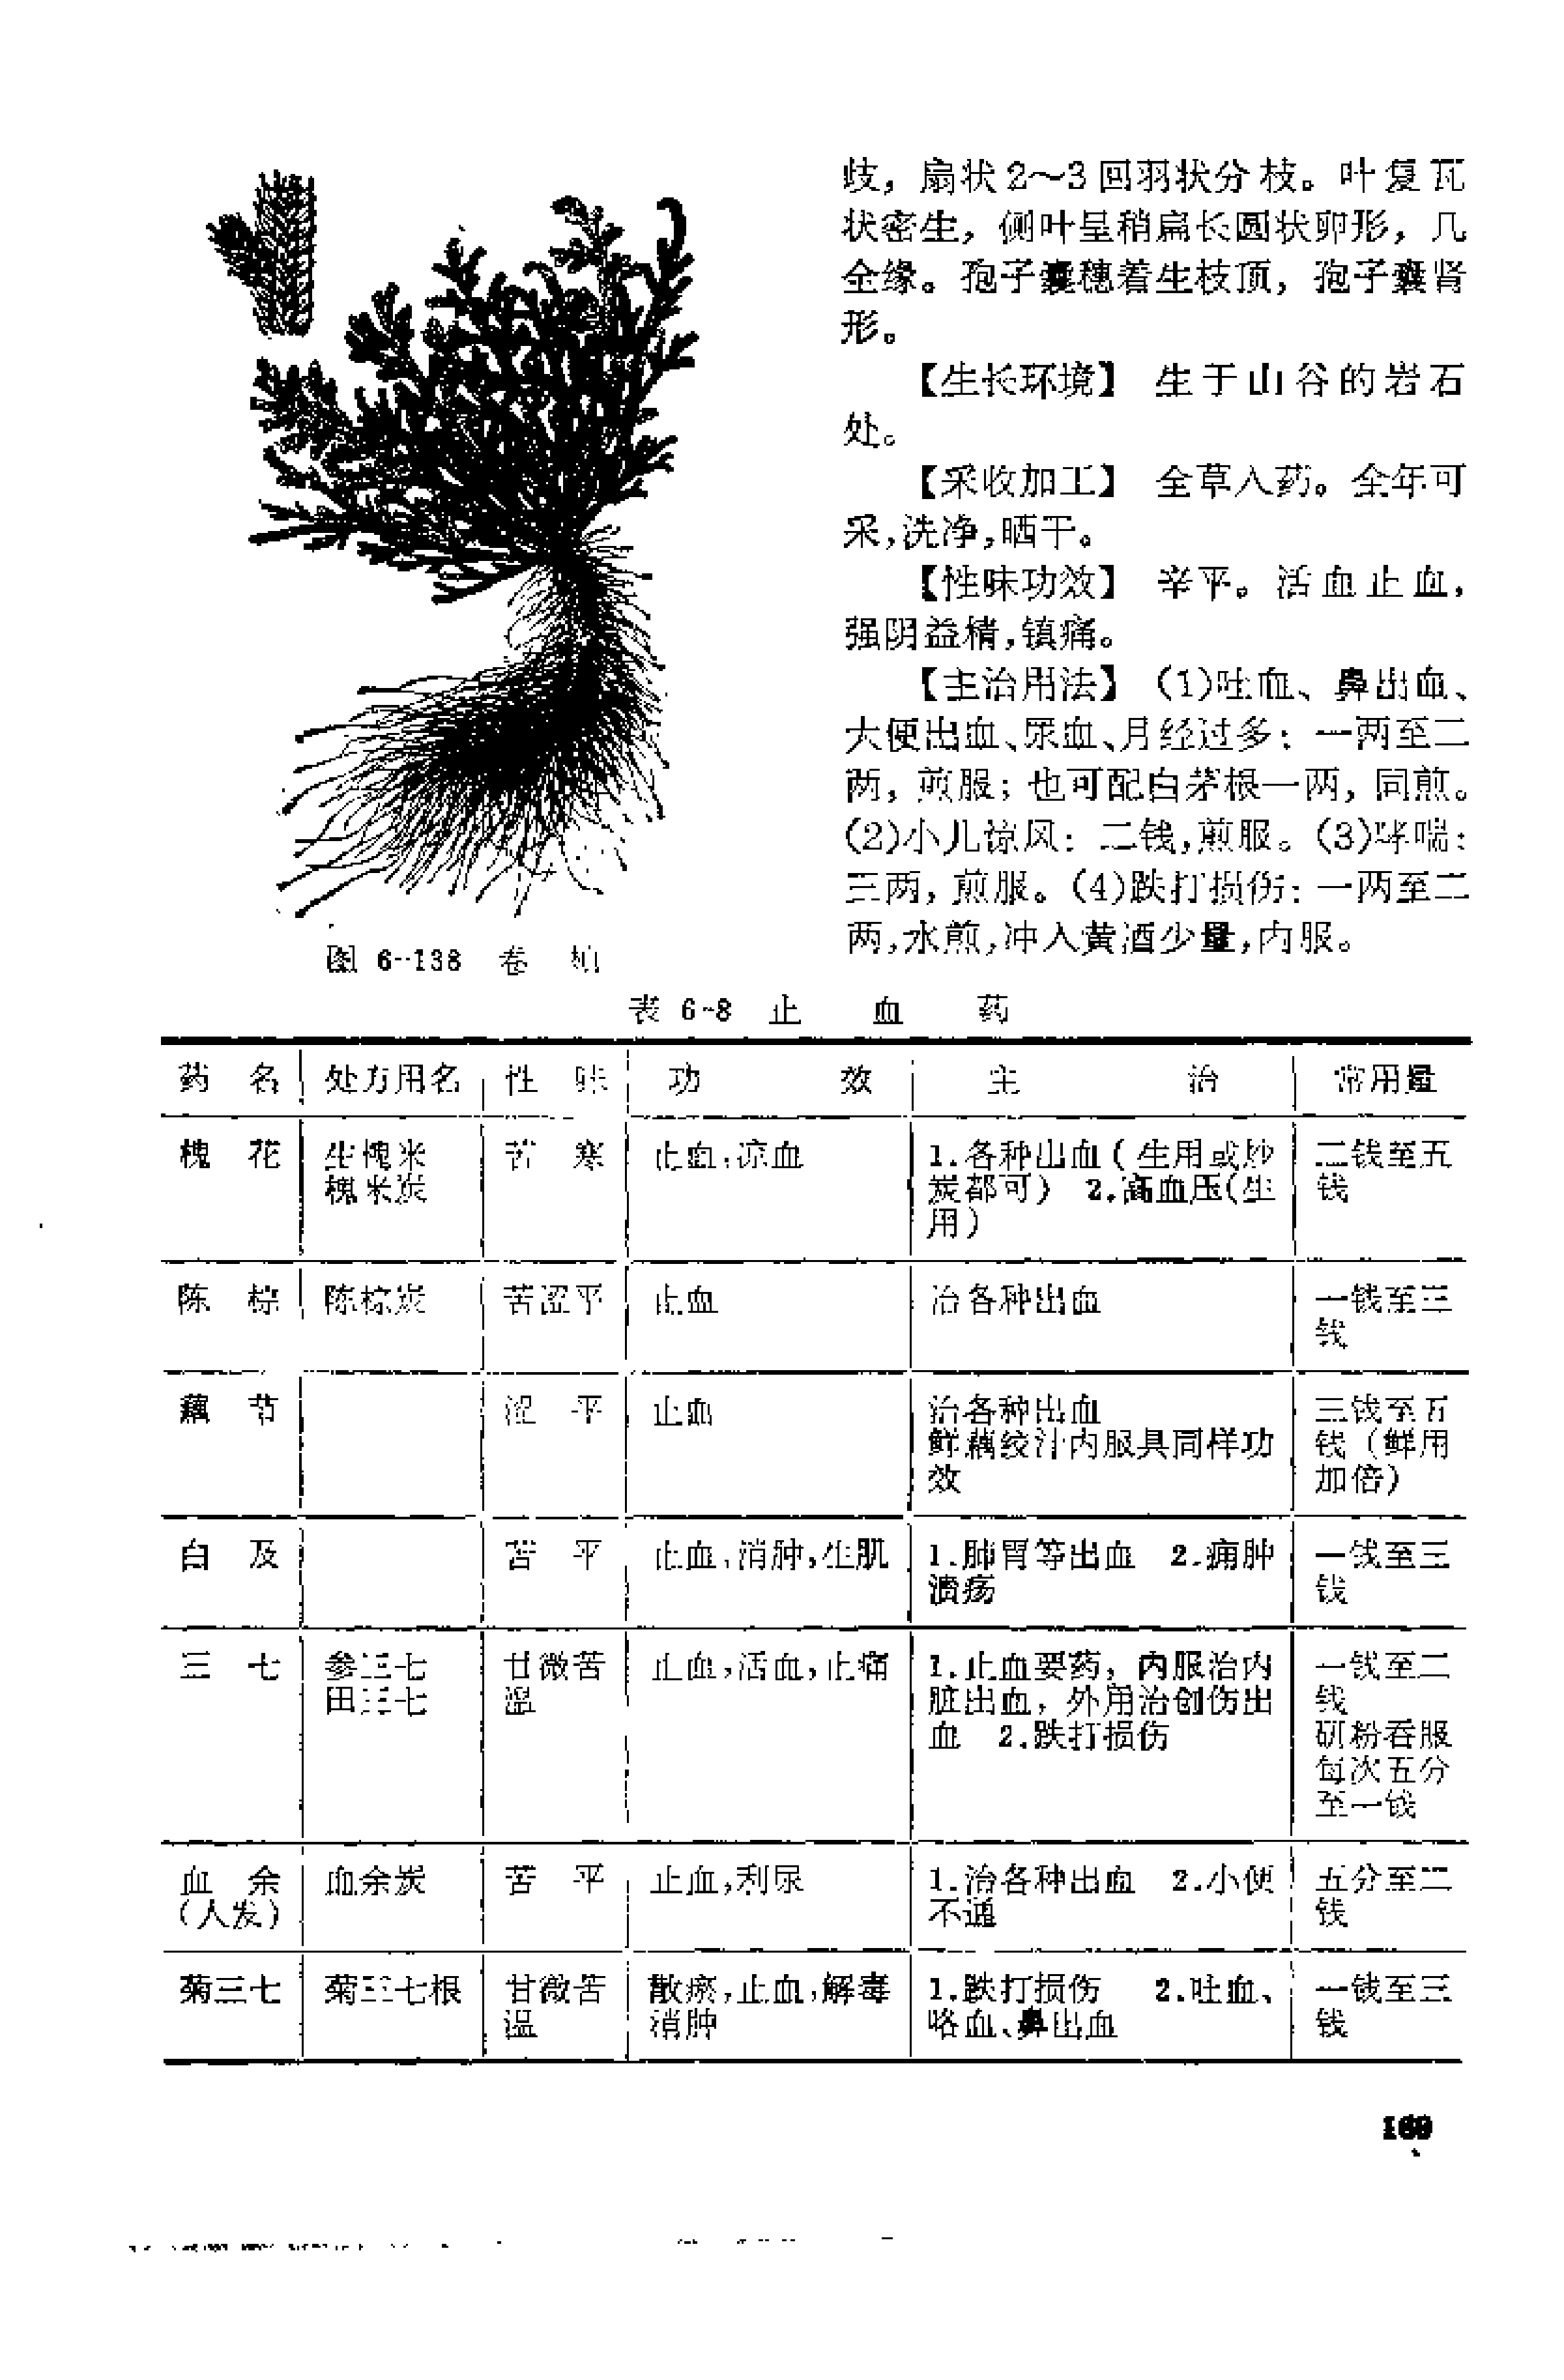 歧，扇状2～3回羽状分枝。叶复瓦
状密生，侧叶呈稍扁长圆状卵形，几
全缘。孢子囊穗着生枝顶，孢子囊肾
形。
【生长环境】 生于山谷的岩石
处。
【采收加工】 全草入药。全年可
采，洗净，晒干。
【性味功效】 辛平。活血止血，
强阴益精，镇痛。
【主治用法】 (1)吐血、鼻出血、
大便出血、尿血、月经过多：一两至二
两，煎服；也可配白茅根一两，同煎。
(2)小儿惊风：二钱，煎服。(3)哮喘：
三两，煎服。(4)跌打损伤：一两至二
两，水煎，冲入黄酒少量，内服。
图 6-138 卷 柏
表 6-8 止 血 药
药 名 处方用名 性 味 功 效 主 治 常用量
槐 花 生槐米 苦 寒 止血，凉血 1.各种出血(生用或炒 二钱至五
槐米炭 炭都可) 2.高血压(生 钱
用)
陈 棕 陈棕炭 苦涩平 止血 治各种出血 一钱至三
钱
藕 节 涩 平 止血 治各种出血 三钱至五
鲜藕绞汁内服具同样功 钱(鲜用
效 加倍)
白 及 苦 平 止血，消肿，生肌 1.肺胃等出血 2.痈肿 一钱至三
溃疡 钱
三 七 参三七 甘微苦 止血，活血，止痛 1.止血要药，内服治内 一钱至二
田三七 温 脏出血，外用治创伤出 钱
血 2.跌打损伤 研粉吞服
每次五分
至一钱
血 余 血余炭 苦 平 止血，利尿 1.治各种出血 2.小便 五分至二
(人发) 不通 钱
菊三七 菊三七根 甘微苦 散瘀，止血，解毒 1.跌打损伤 2.吐血、 一钱至三
温 消肿 咯血、鼻出血 钱
169